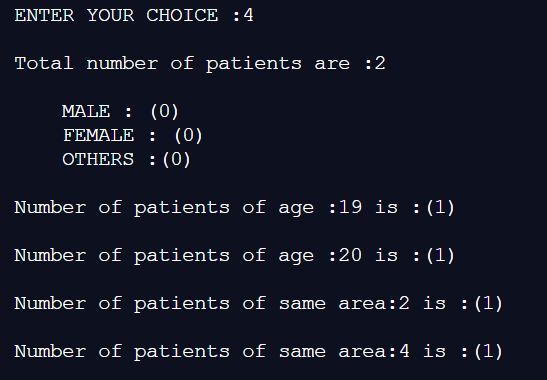 ENTER YOUR CHOICE :4
Total number of patients are :2
MALE : (0)
FEMALE : (0)
OTHERS :(0)
Number of patients of age :19 is :(1)
Number of patients of age :20 is :(1)
Number of patients of same area:2 is :(1)
Number of patients of same area:4 is :(1)